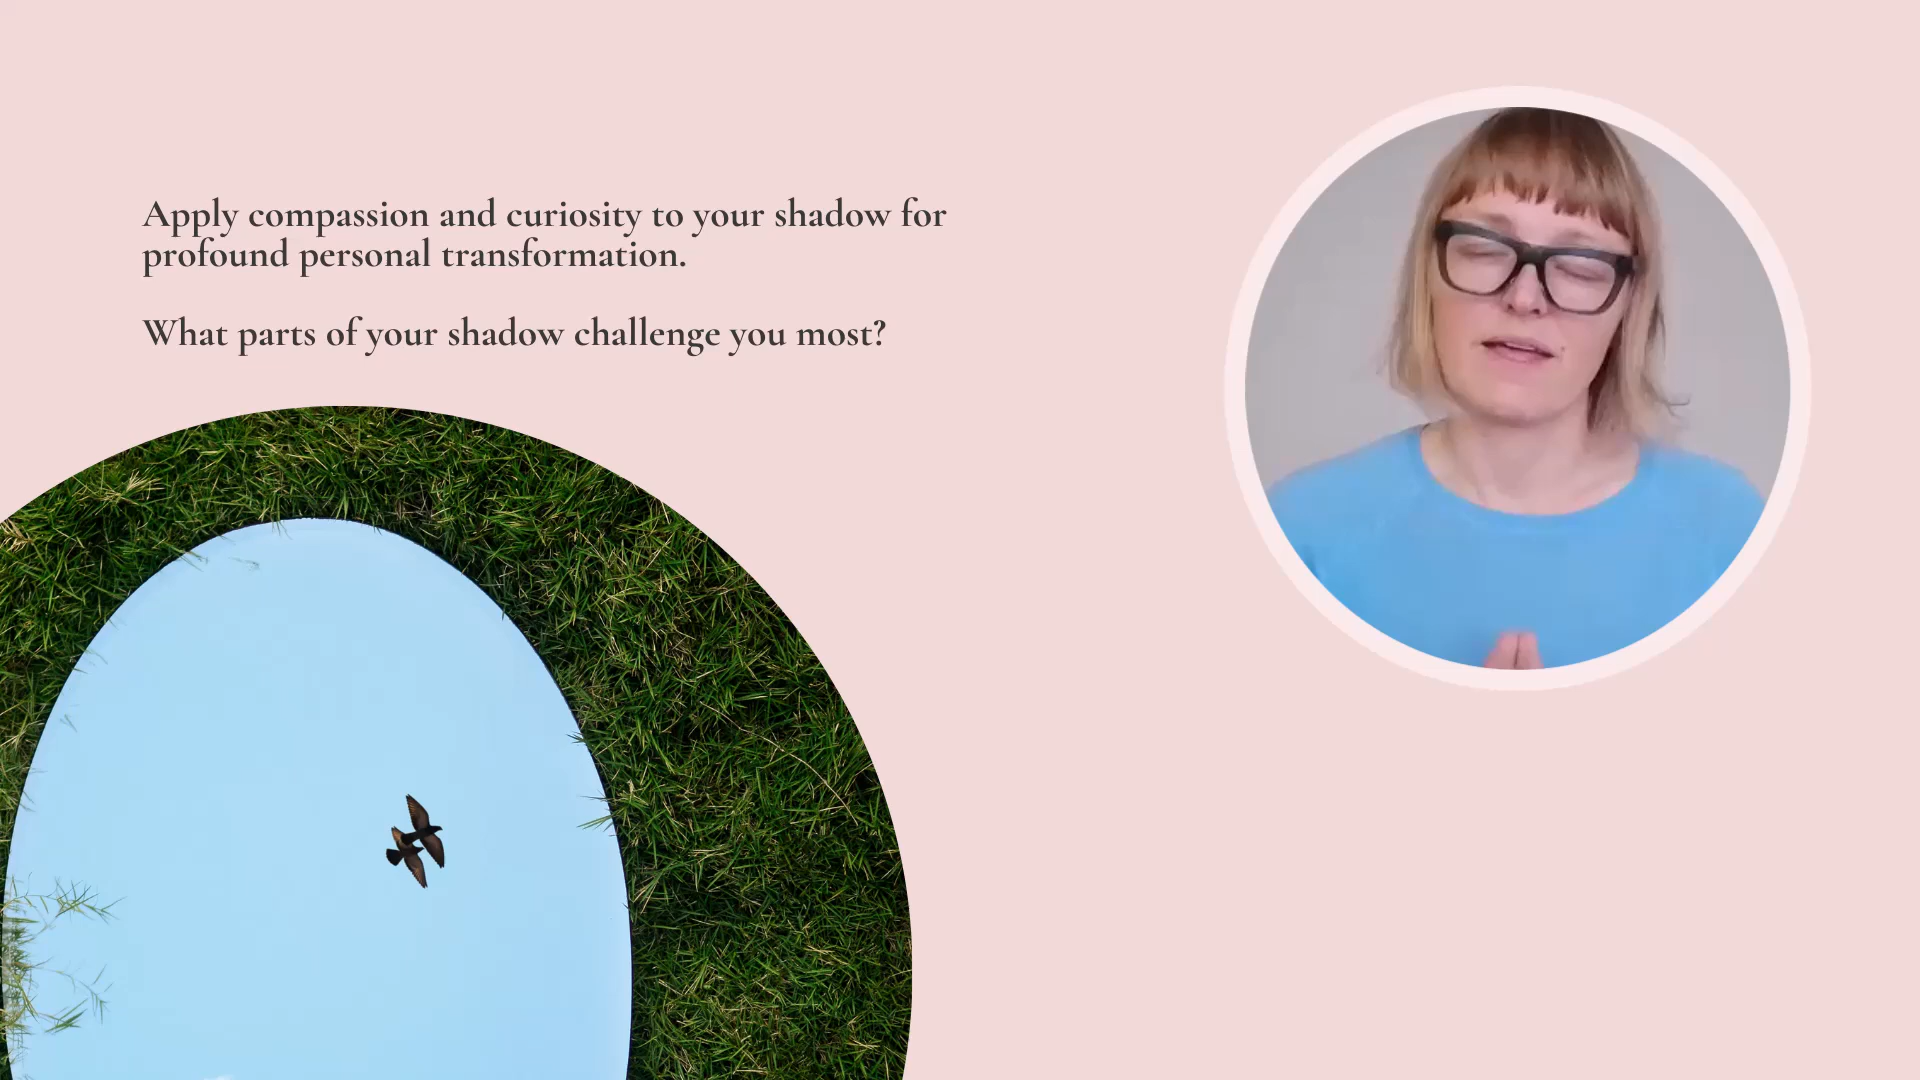 Apply compassion and curiosity to your shadow for
profound personal transformation.
What parts of your shadow challenge you most?